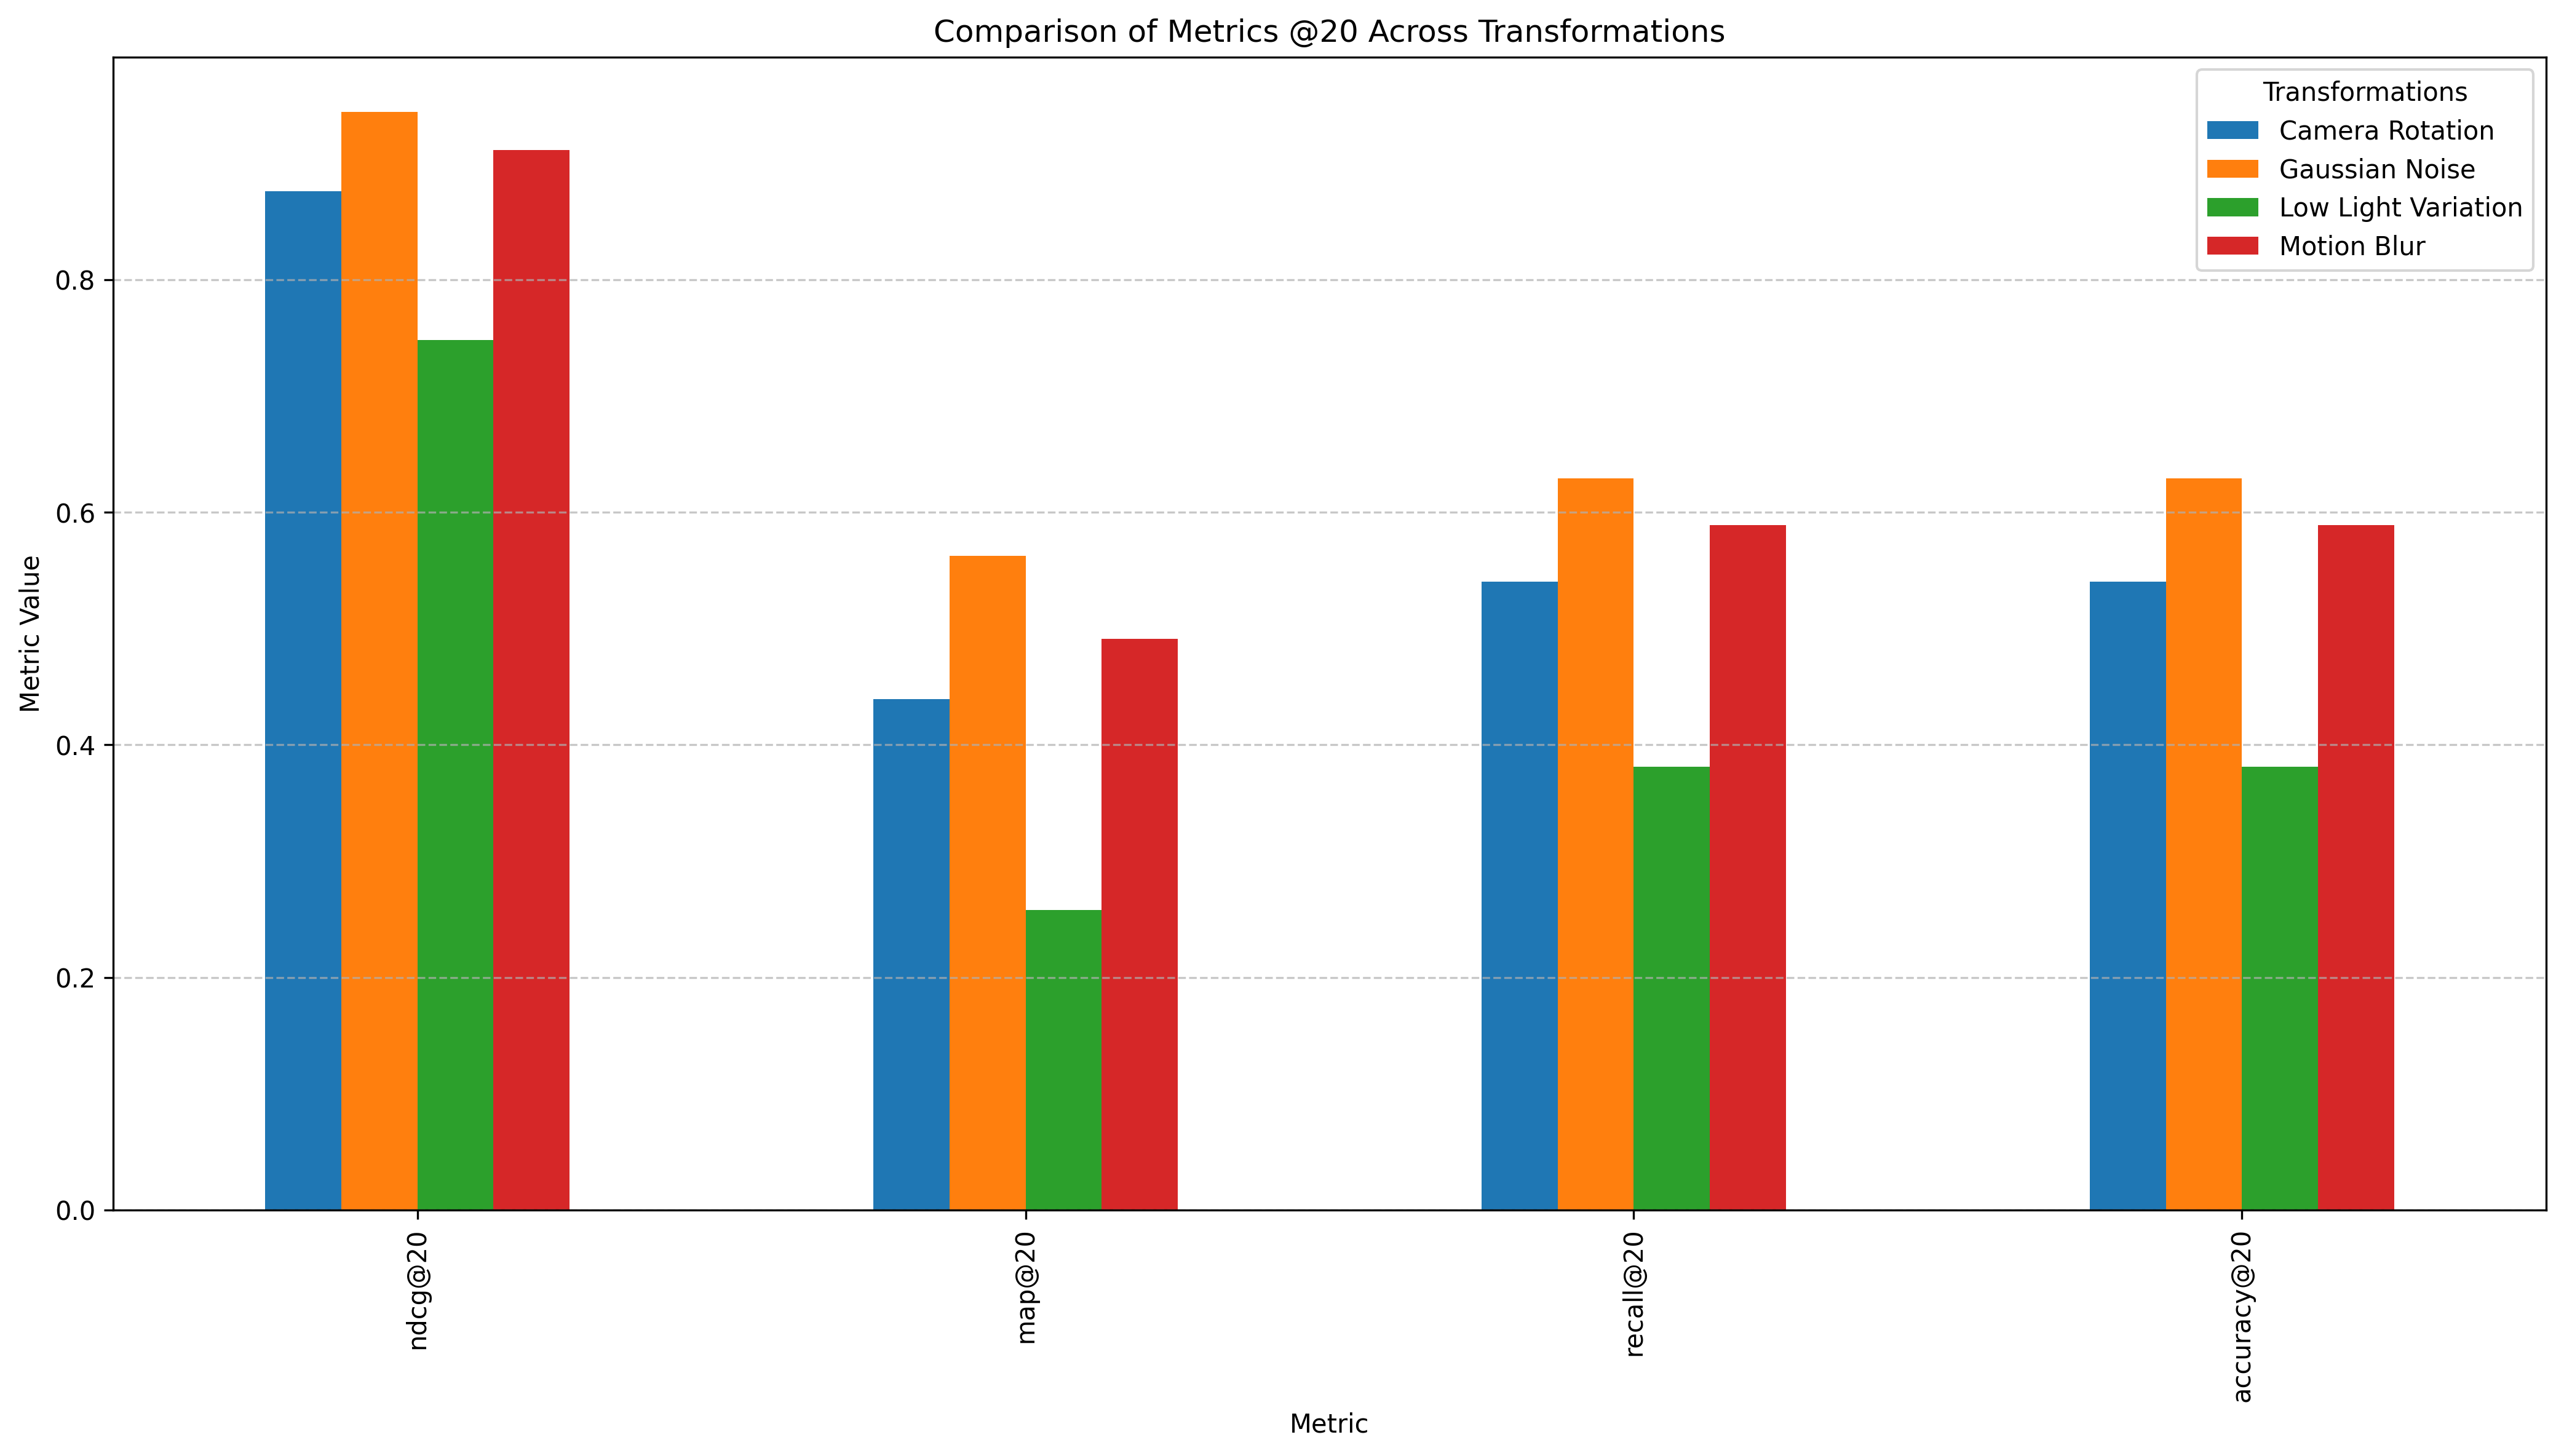 Comparison of Metrics @20 Across Transformations
Transformations
Camera Rotation
Gaussian Noise
Low Light Variation
Motion Blur
Metric Value
0.8
0.6
0.4
0.2
0.0
ndcg@20
map@20
recall@20
accuracy@20
Metric